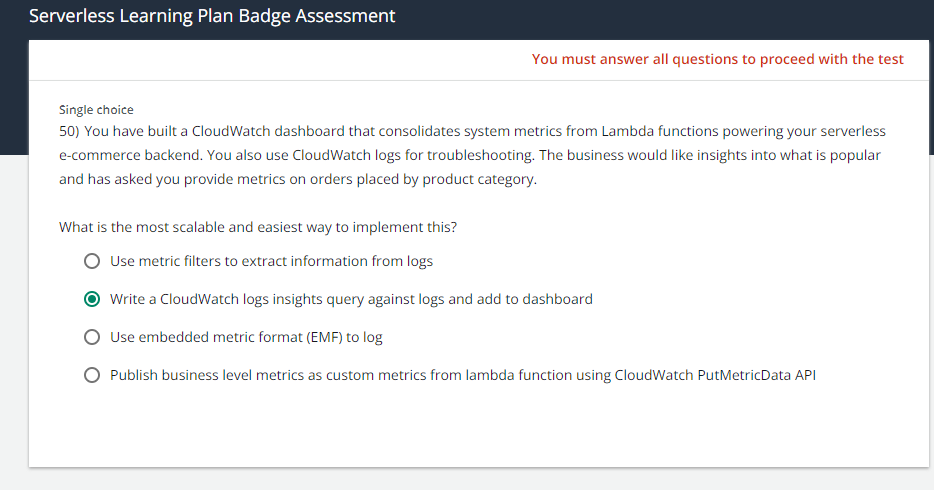 Serverless Learning Plan Badge Assessment
You must answer all questions to proceed with the test
Single choice
50) You have built a CloudWatch dashboard that consolidates system metrics from Lambda functions powering your serverless
e-commerce backend. You also use CloudWatch logs for troubleshooting. The business would like insights into what is popular
and has asked you provide metrics on orders placed by product category.
What is the most scalable and easiest way to implement this?
Use metric filters to extract information from logs
Write a CloudWatch logs insights query against logs and add to dashboard
Use embedded metric format (EMF) to log
Publish business level metrics as custom metrics from lambda function using CloudWatch PutMetricData API